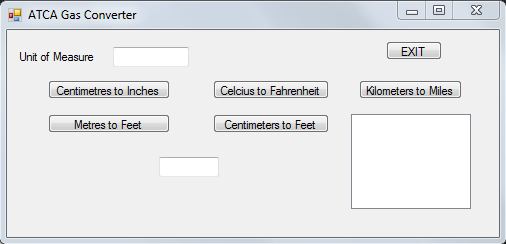 ATCA Gas Converter
Unit of Measure
EXIT
Centimetres to Inches
Celcius to Fahrenheit
Kilometers to Miles
Metres to Feet
Centimeters to Feet